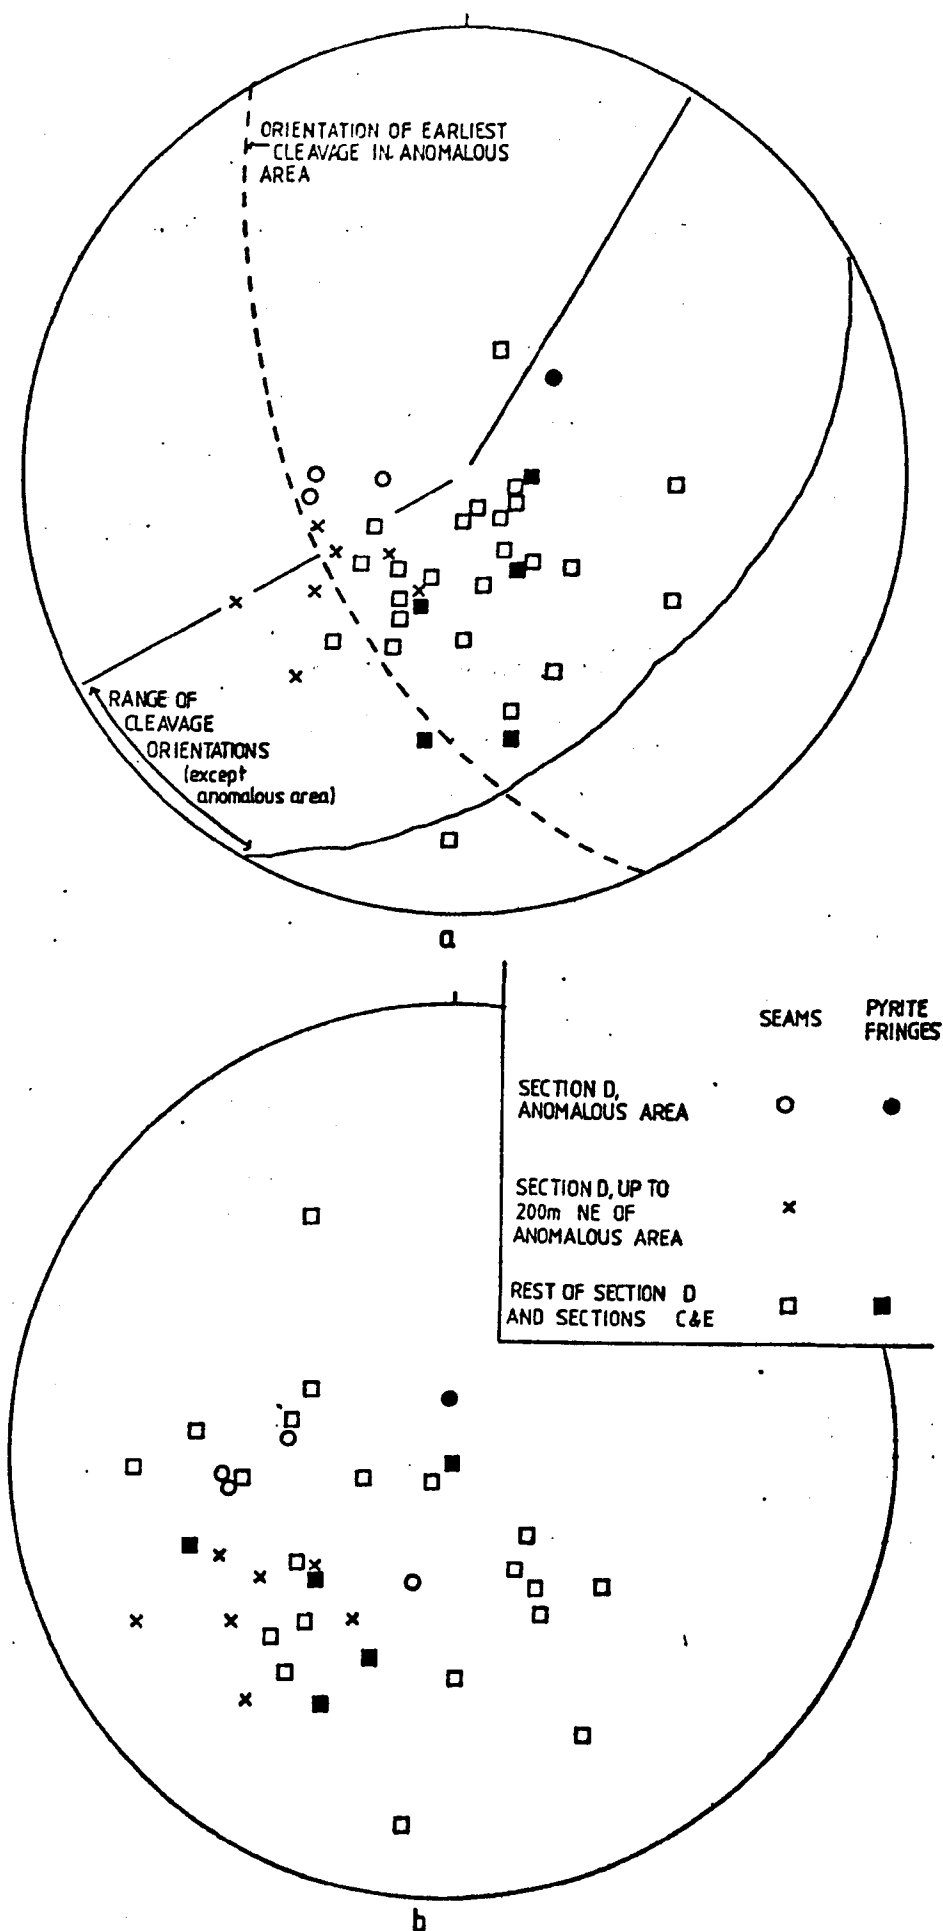 ORIENTATION OF EARLIEST
CLEAVAGE IN ANOMALOUS
AREA
RANGE OF
CLEAVAGE
ORIENTATIONS
(except
anomalous area)
a
SEAMS
PYRITE
FRINGES
SECTION D,
ANOMALOUS AREA
SECTION D, UP TO
200m NE OF
ANOMALOUS AREA
REST OF SECTION D
AND SECTIONS C&E
b